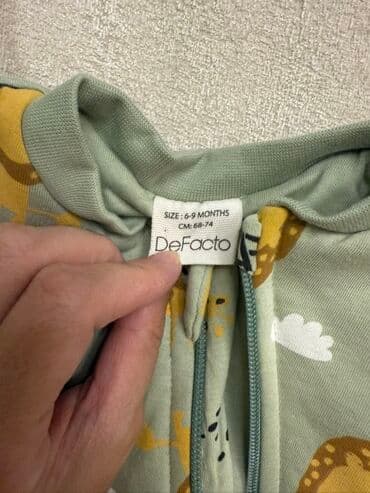 SIZE : 6-9 MONTHS
CM: 68-74
DeFacto